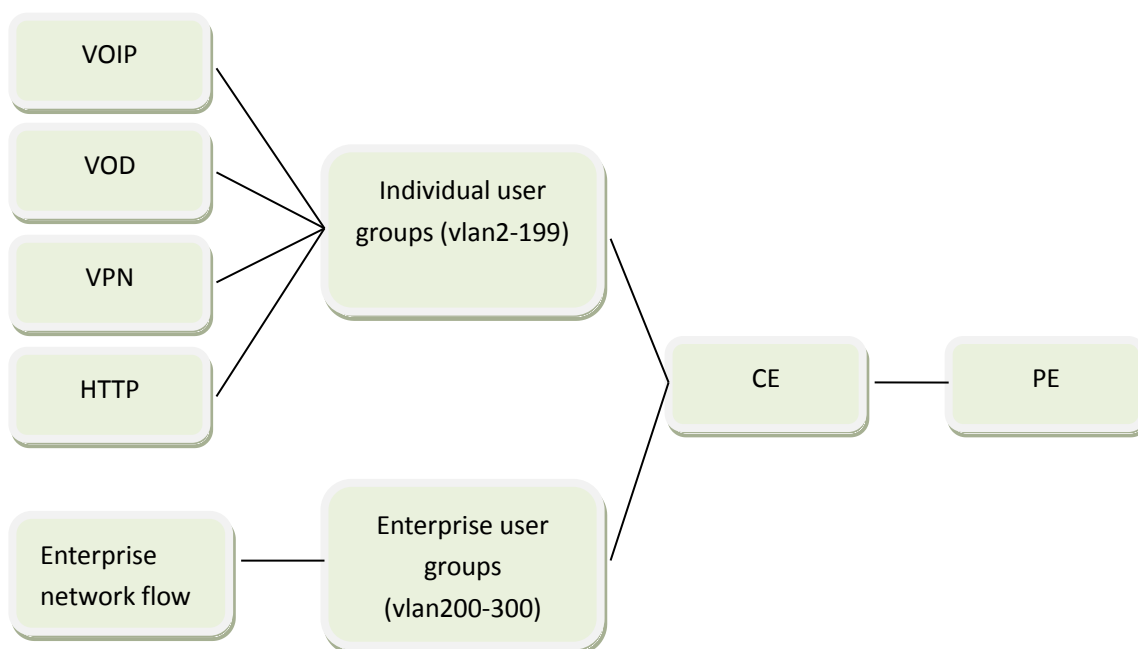 VOIP
VOD
VPN
HTTP
Individual user
groups (vlan2-199)
CE
PE
Enterprise
network flow
Enterprise user
groups
(vlan200-300)